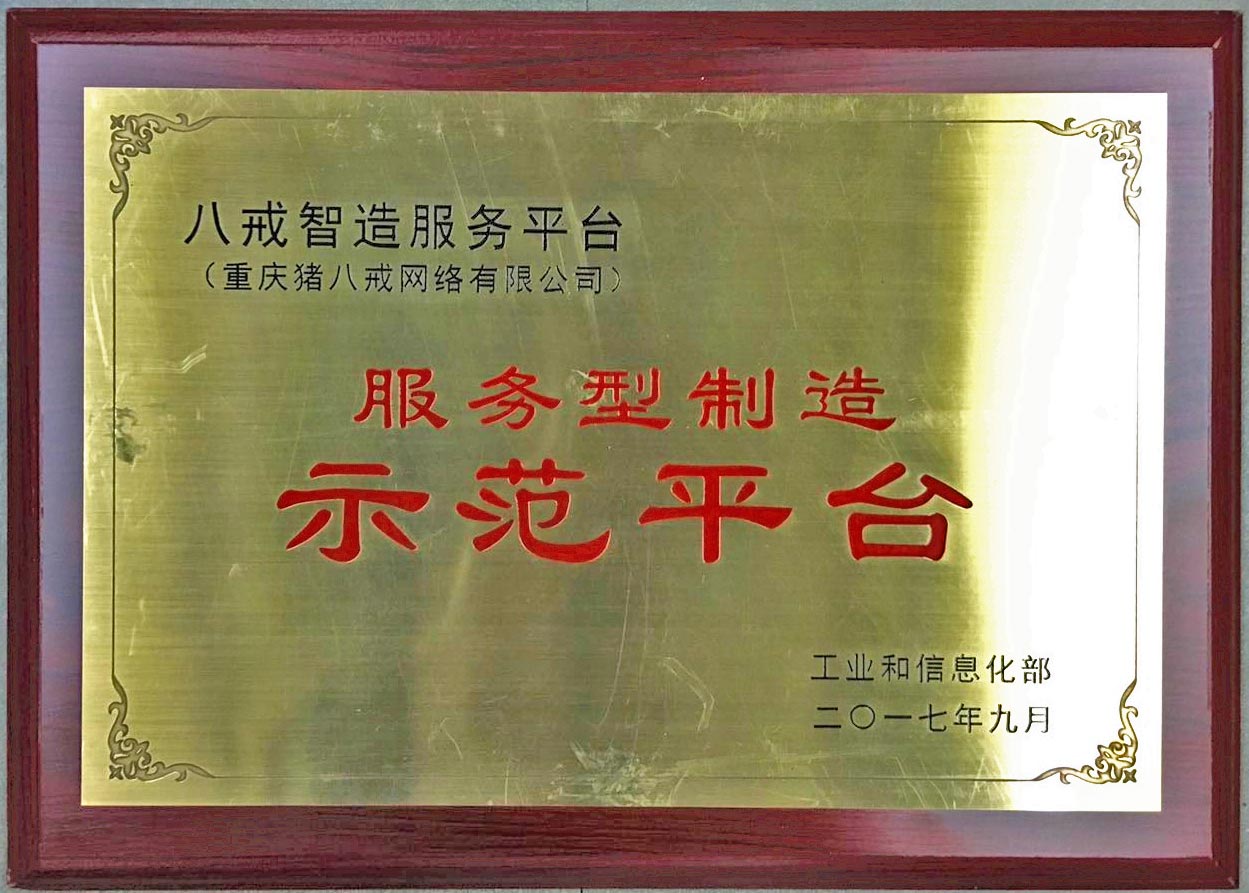 八戒智造服务平台
（重庆猪八戒网络有限公司）
服务型制造
示范平台
工业和信息化部
二〇一七年九月